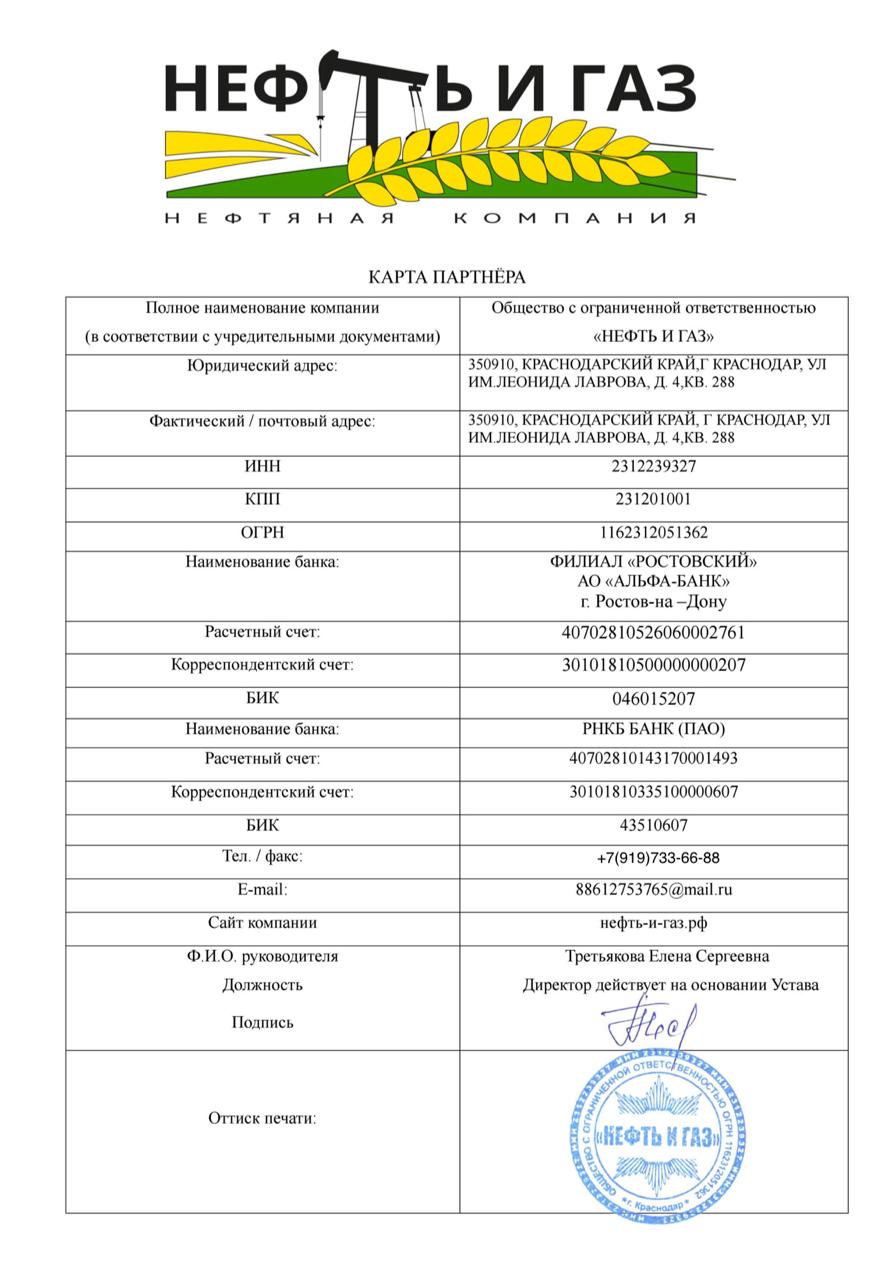 НЕФТЬ И ГАЗ
НЕФТЯНАЯ КОМПАНИЯ
КАРТА ПАРТНЁРА
Полное наименование компании
(в соответствии с учредительными документами)
Общество с ограниченной ответственностью
«НЕФТЬ И ГАЗ»
Юридический адрес:
350910, КРАСНОДАРСКИЙ КРАЙ,Г КРАСНОДАР, УЛ
ИМ.ЛЕОНИДА ЛАВРОВА, Д. 4,КВ. 288
Фактический / почтовый адрес:
350910, КРАСНОДАРСКИЙ КРАЙ, Г КРАСНОДАР, УЛ
ИМ.ЛЕОНИДА ЛАВРОВА, Д. 4,КВ. 288
ИНН
2312239327
КПП
231201001
ОГРН
1162312051362
Наименование банка:
ФИЛИАЛ «РОСТОВСКИЙ»
АО «АЛЬФА-БАНК»
г. Ростов-на –Дону
Расчетный счет:
40702810526060002761
Корреспондентский счет:
30101810500000000207
БИК
046015207
Наименование банка:
РНКБ БАНК (ПАО)
Расчетный счет:
40702810143170001493
Корреспондентский счет:
30101810335100000607
БИК
43510607
Тел. / факс:
+7(919)733-66-88
E-mail:
88612753765@mail.ru
Сайт компании
нефть-и-газ.рф
Ф.И.О. руководителя
Третьякова Елена Сергеевна
Должность
Директор действует на основании Устава
Подпись
Оттиск печати:
ОБЩЕСТВО С ОГРАНИЧЕННОЙ ОТВЕТСТВЕННОСТЬЮ ОГРН 1162312051362
«НЕФТЬ И ГАЗ»
*г. Краснодар*